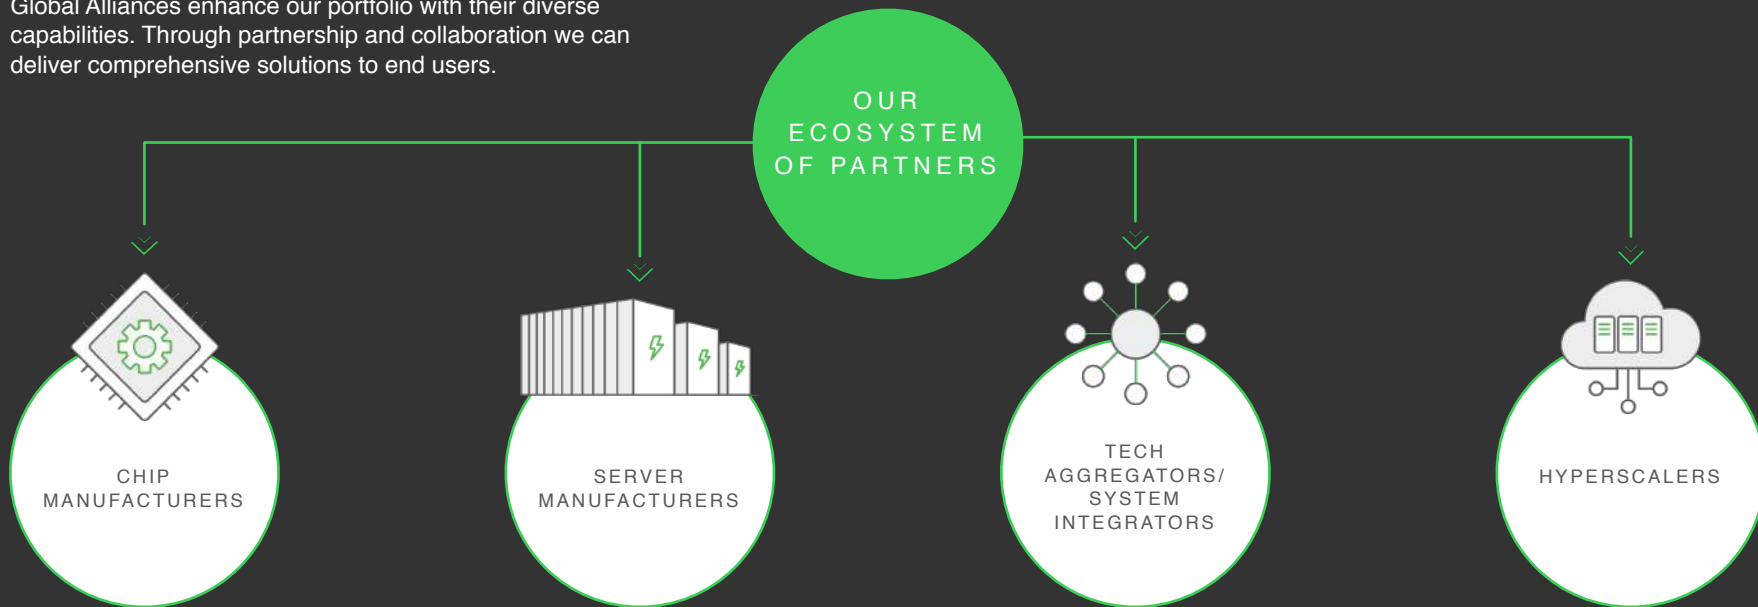 Global Alliances enhance our portfolio with their diverse
capabilities. Through partnership and collaboration we can
deliver comprehensive solutions to end users.
OUR
ECOSYSTEM
OF PARTNERS
CHIP
MANUFACTURERS
SERVER
MANUFACTURERS
TECH
AGGREGATORS/
SYSTEM
INTEGRATORS
HYPERSCALERS